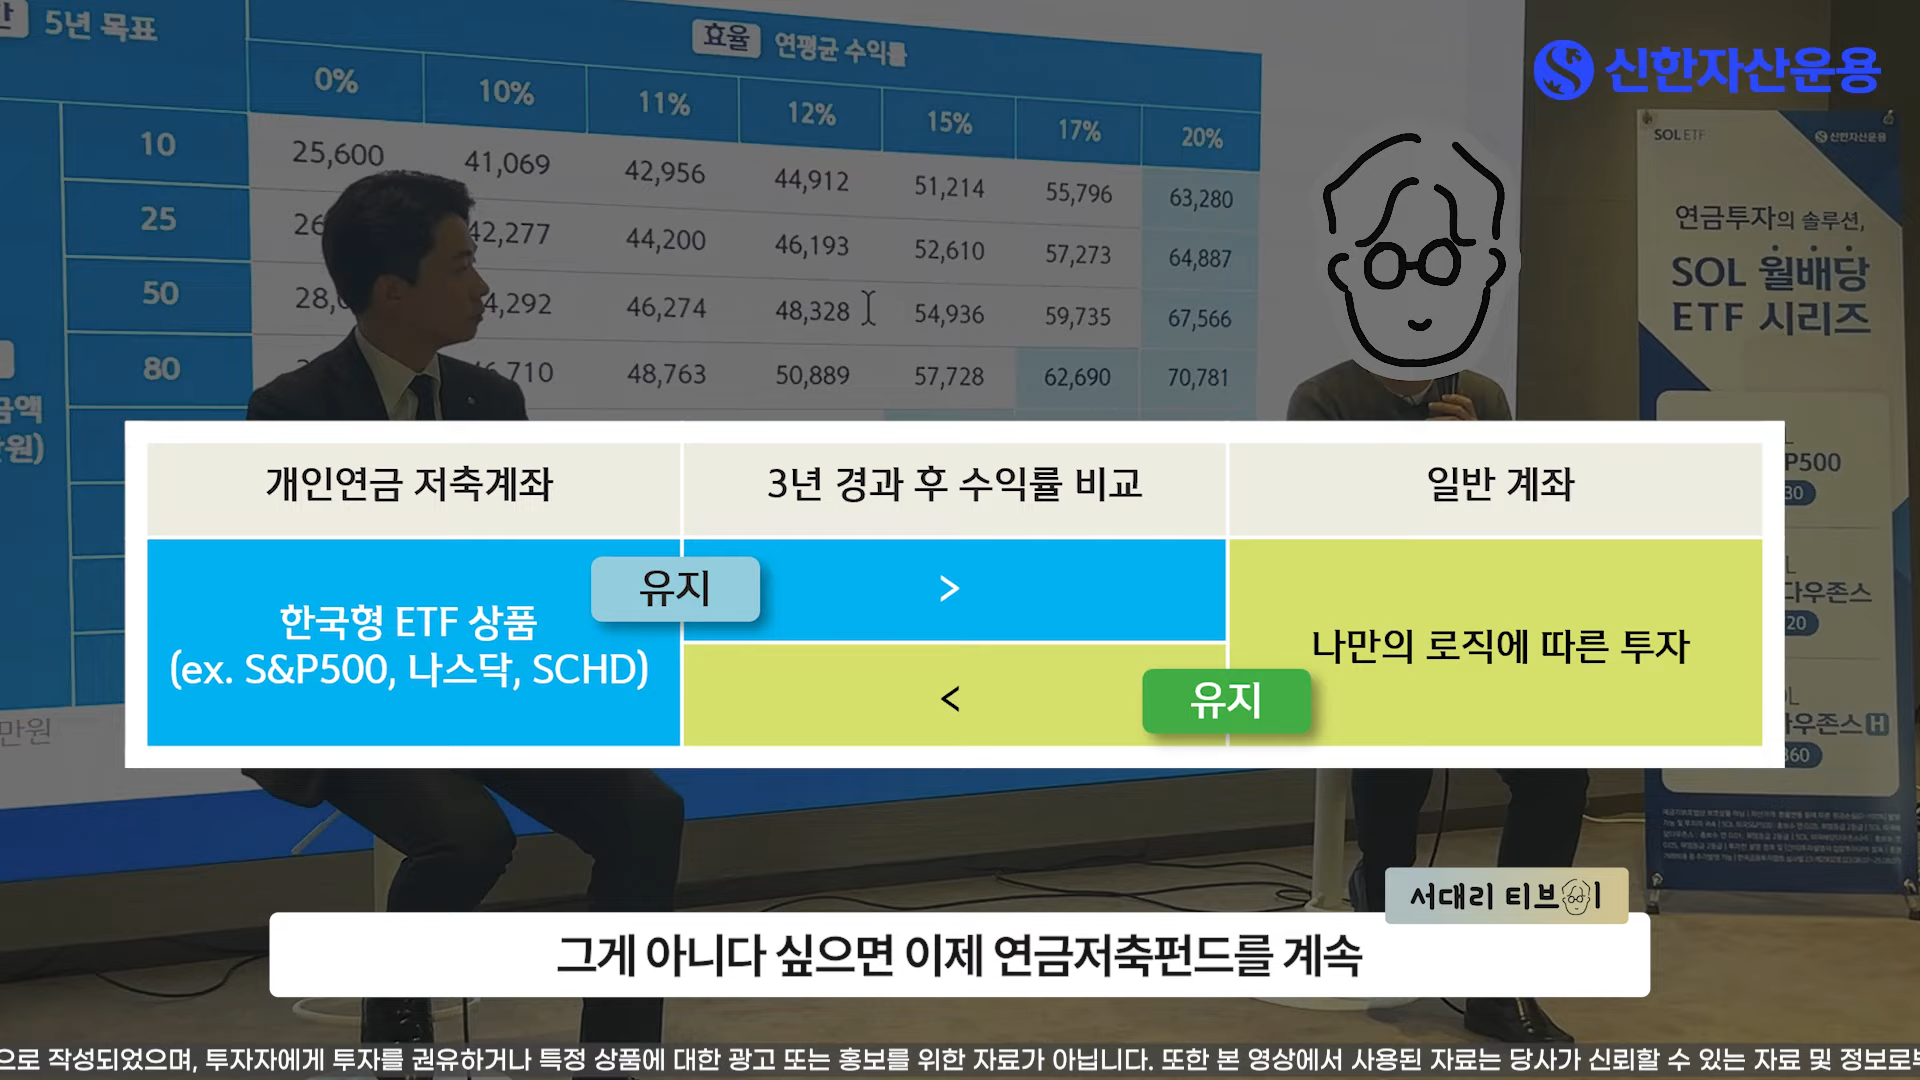 5년 목표
효율 연평균 수익률
0% 10% 11% 12% 15% 17% 20%
10 25,600 41,069 42,956 44,912 51,214 55,796 63,280
25 42,277 44,200 46,193 52,610 57,273 64,887
50 46,274 48,328 54,936 59,735 67,566
80 48,763 50,889 57,728 62,690 70,781
금액
만원
신한자산운용
SOL ETF 신한자산운용
연금투자의 솔루션,
SOL 월배당
ETF 시리즈
개인연금 저축계좌 3년 경과 후 수익률 비교 일반 계좌
한국형 ETF 상품
(ex. S&P500, 나스닥, SCHD)
유지 >
< 유지
나만의 로직에 따른 투자
서대리 티브이
그게 아니다 싶으면 이제 연금저축펀드를 계속
으로 작성되었으며, 투자자에게 투자를 권유하거나 특정 상품에 대한 광고 또는 홍보를 위한 자료가 아닙니다. 또한 본 영상에서 사용된 자료는 당사가 신뢰할 수 있는 자료 및 정보로부